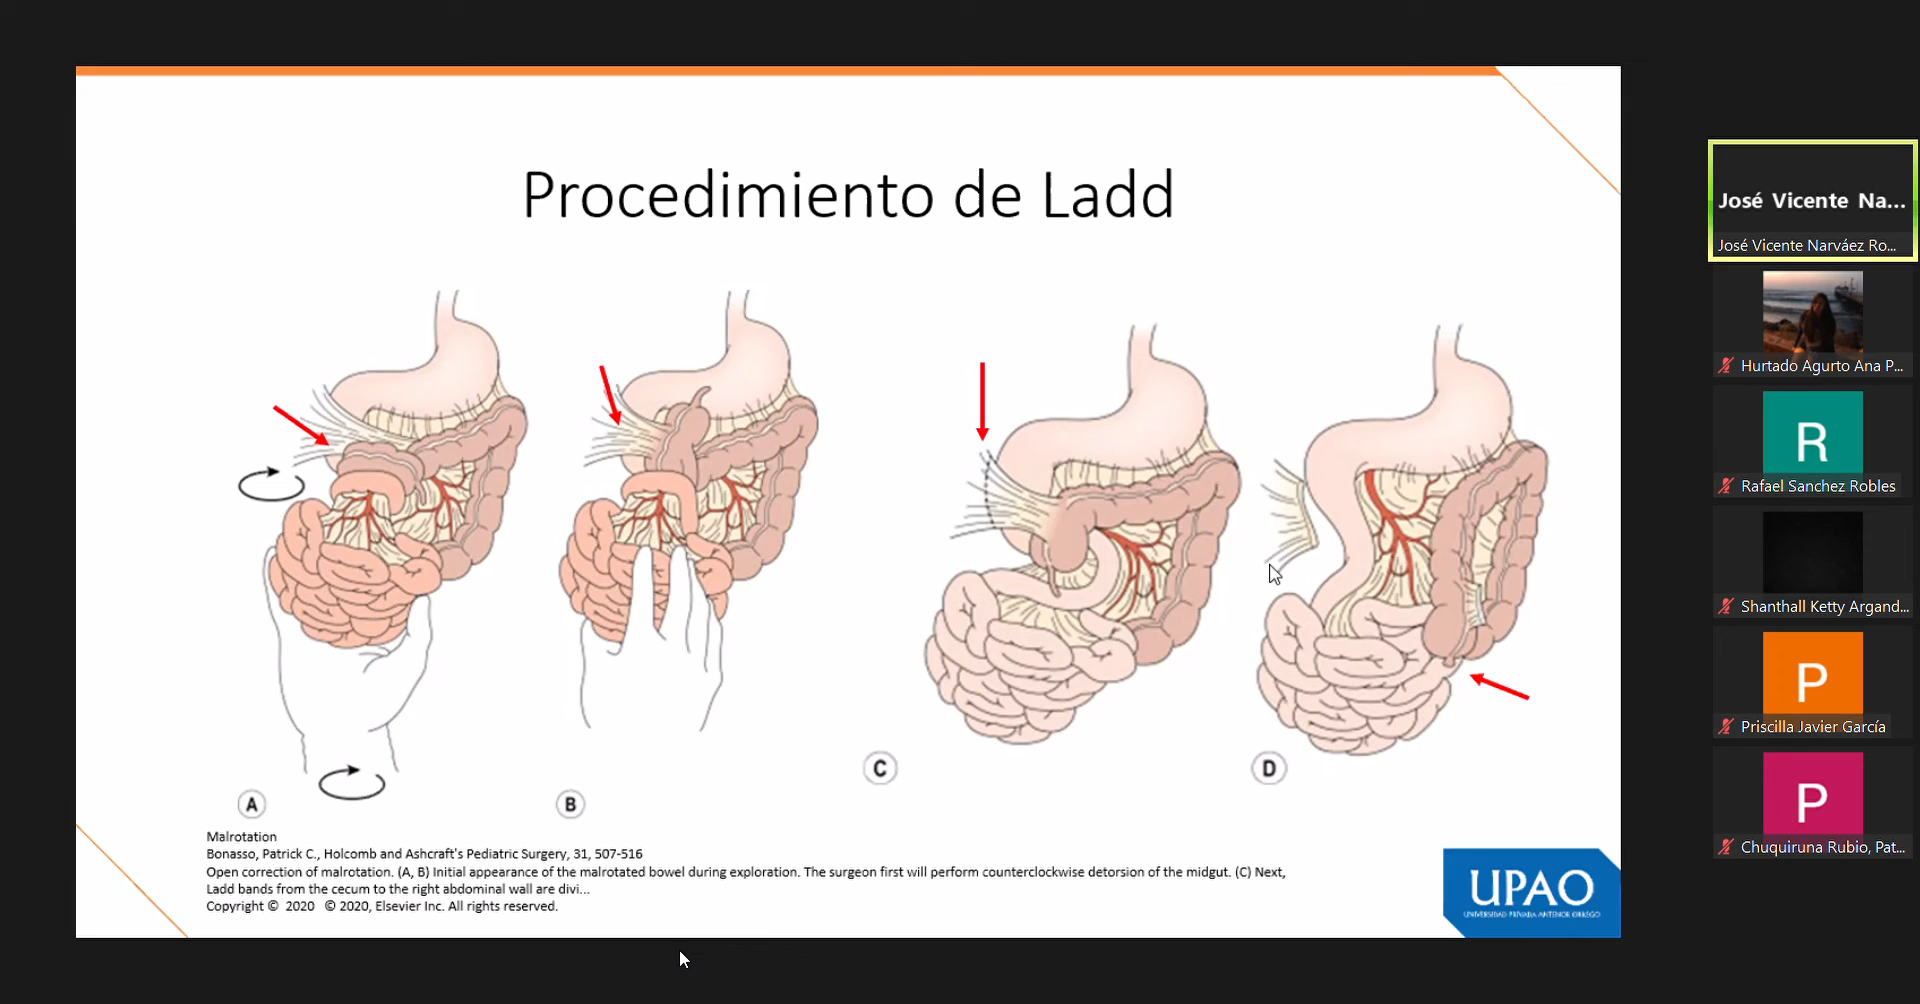 Procedimiento de Ladd
A
B
C
D
Malrotation
Bonasso, Patrick C., Holcomb and Ashcraft's Pediatric Surgery, 31, 507-516
Open correction of malrotation. (A, B) Initial appearance of the malrotated bowel during exploration. The surgeon first will perform counterclockwise detorsion of the midgut. (C) Next,
Ladd bands from the cecum to the right abdominal wall are divi...
Copyright © 2020 © 2020, Elsevier Inc. All rights reserved.
UPAO
UNIVERSIDAD PRIVADA ANTENOR ORREGO
José Vicente Na...
José Vicente Narváez Ro...
Hurtado Agurto Ana P...
R
Rafael Sanchez Robles
Shanthall Ketty Argand...
P
Priscilla Javier García
P
Chuquiruna Rubio, Pat...